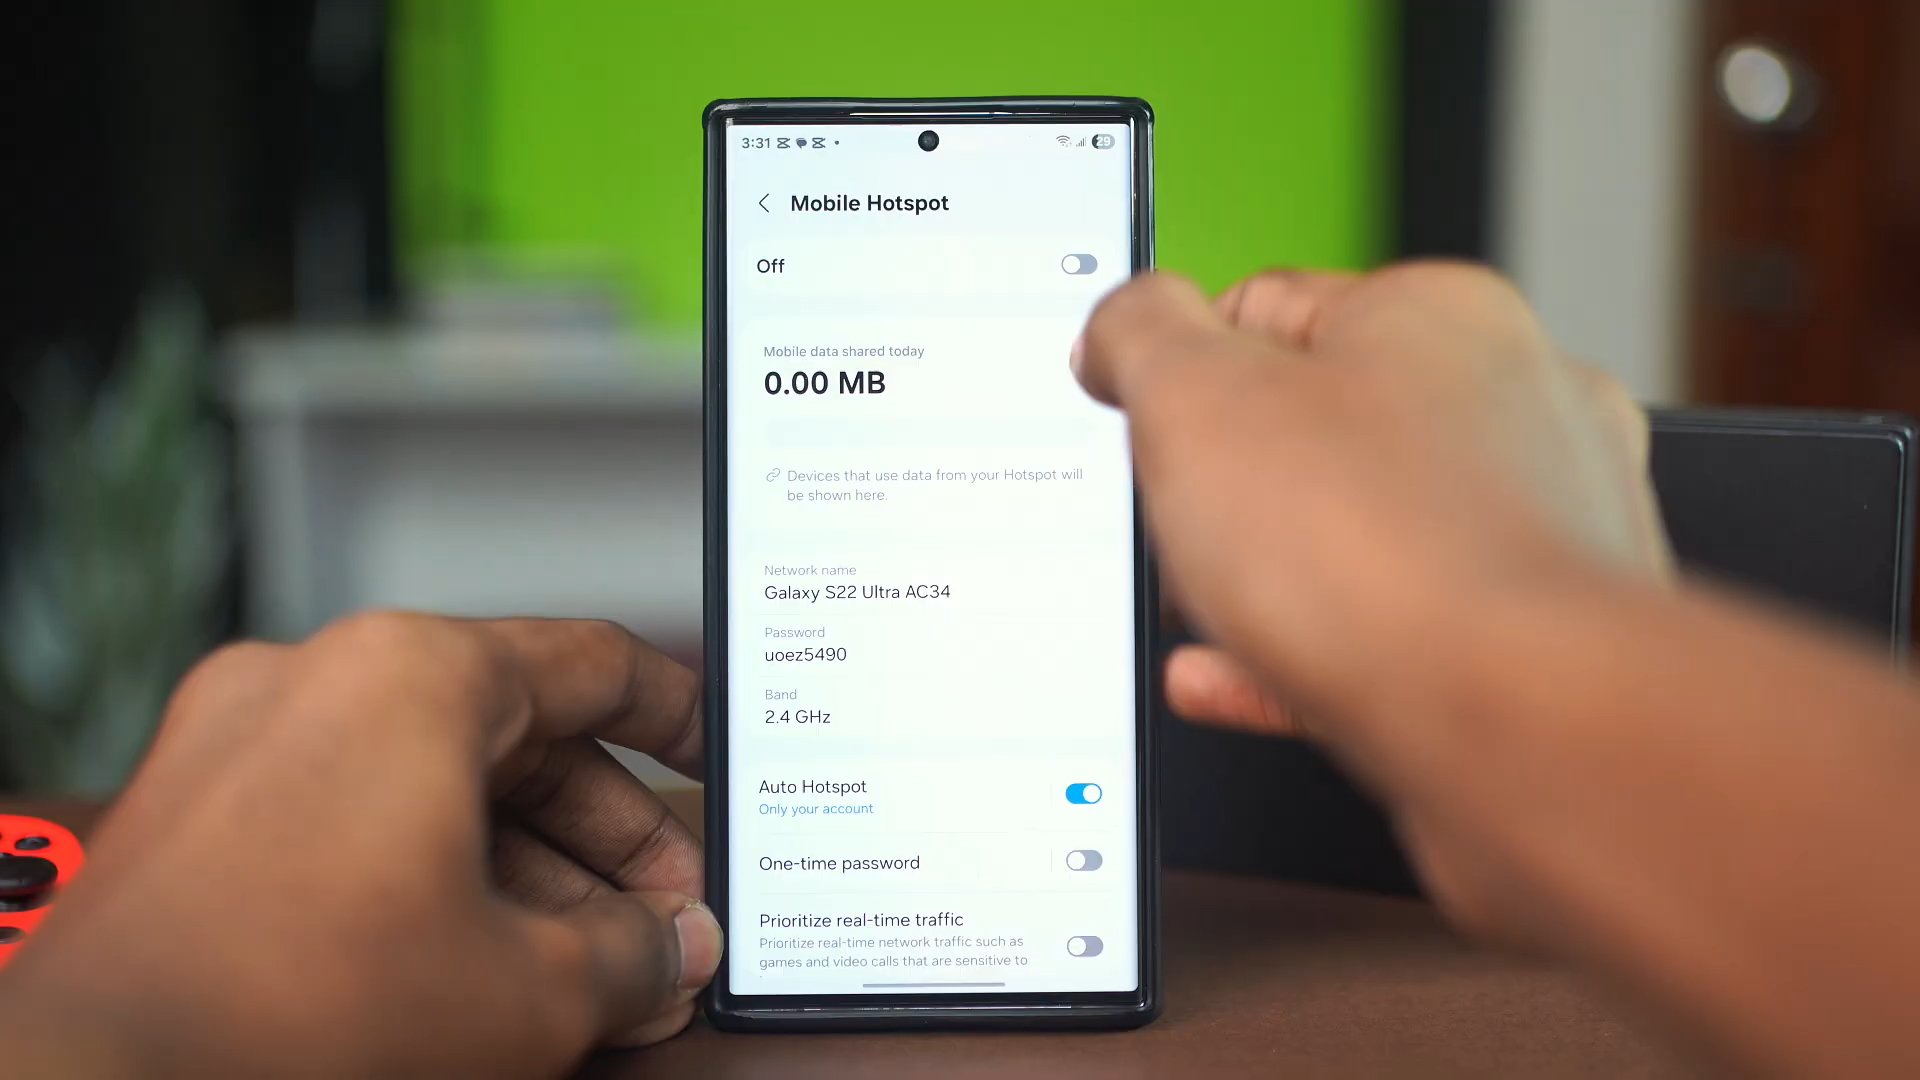 3:31
29
Mobile Hotspot
Off
Mobile data shared today
0.00 MB
Devices that use data from your Hotspot will
be shown here.
Network name
Galaxy S22 Ultra AC34
Password
uoez5490
Band
2.4 GHz
Auto Hotspot
Only your account
One-time password
Prioritize real-time traffic
Prioritize real-time network traffic such as
games and video calls that are sensitive to